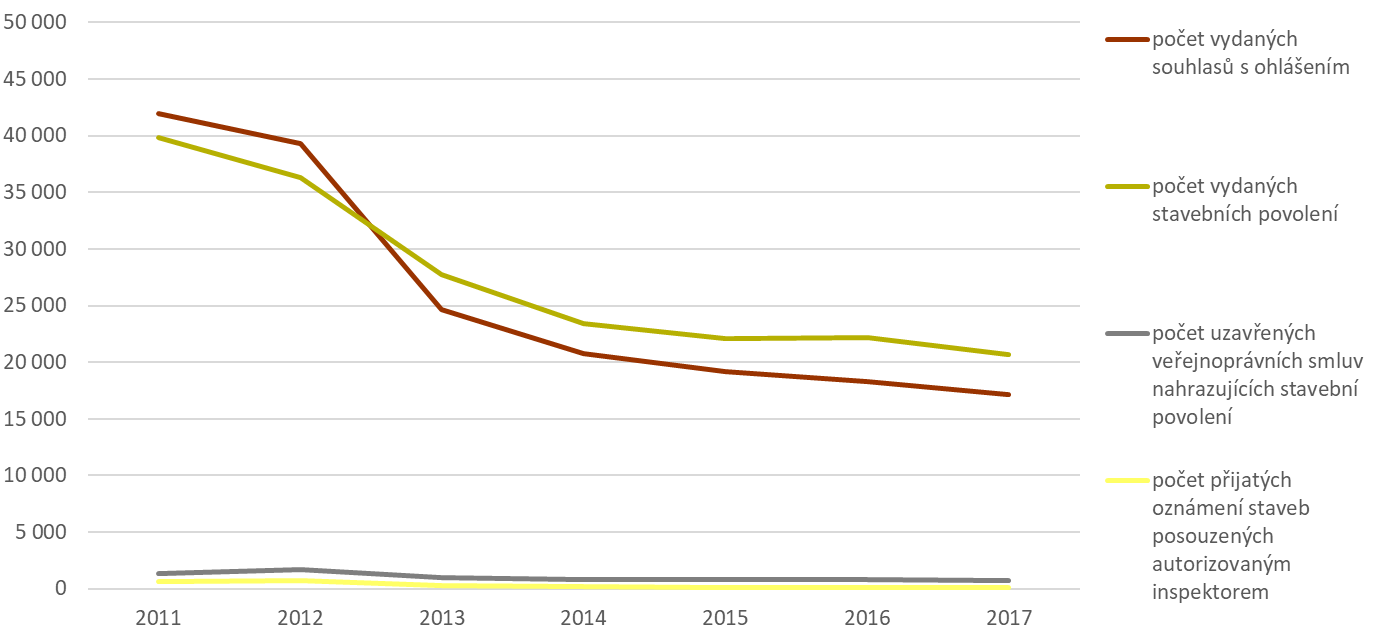 50 000
45 000
40 000
35 000
30 000
25 000
20 000
15 000
10 000
5 000
0
2011 2012 2013 2014 2015 2016 2017
počet vydaných
souhlasů s ohlášením
počet vydaných
stavebních povolení
počet uzavřených
veřejnoprávních smluv
nahrazujících stavební
povolení
počet přijatých
oznámení staveb
posouzených
autorizovaným
inspektorem